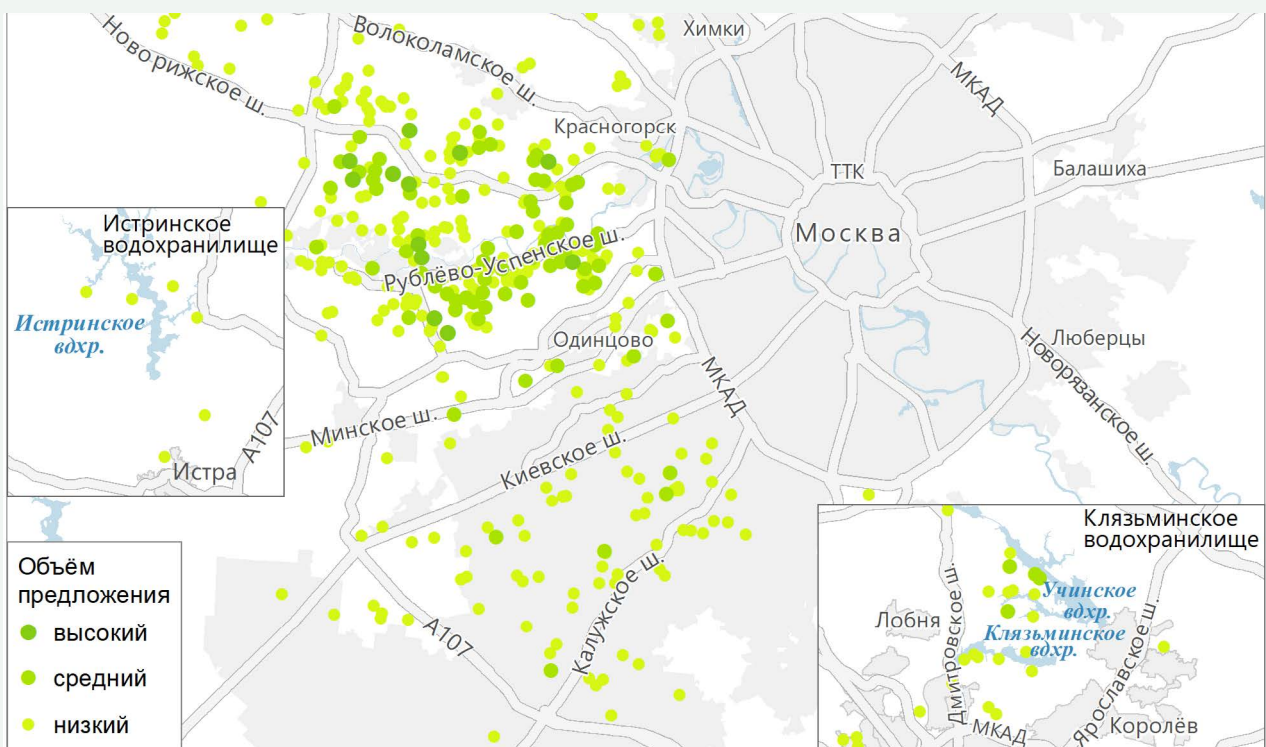 Новорижское ш.
Волоколамское ш.
Химки
МКАД
Красногорск
ТТК
Балашиха
Москва
Истринское
водохранилище
Рублёво-Успенское ш.
Истринское
вдхр.
Одинцово
Новорязанское ш.
Люберцы
МКАД
Минское ш.
А107
Истра
Киевское ш.
Клязьминское
водохранилище
Объём
предложения
высокий
средний
низкий
А107
Калужское ш.
Лобня
Дмитровское ш.
Учинское
вдхр.
Клязьминское
вдхр.
Ярославское ш.
МКАД
Королёв